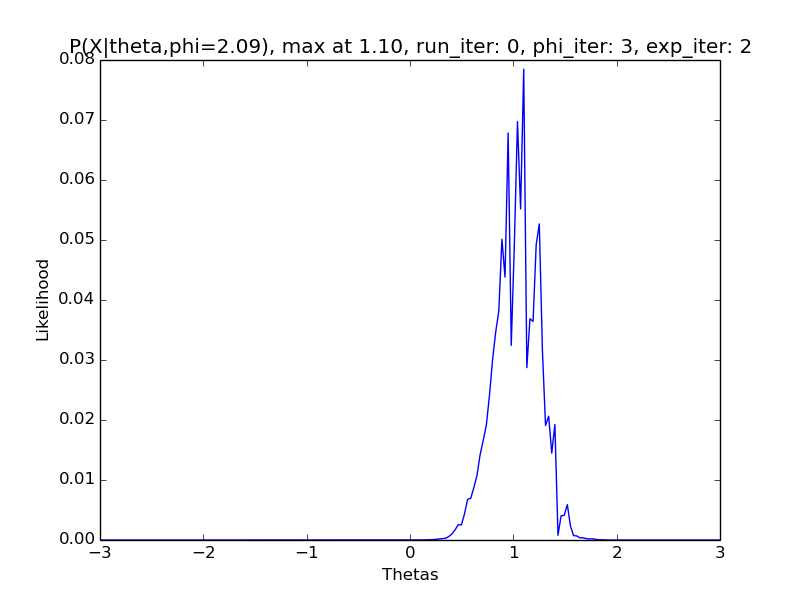 P(X|theta,phi=2.09), max at 1.10, run_iter: 0, phi_iter: 3, exp_iter: 2
0.08
0.07
0.06
0.05
0.04
0.03
0.02
0.01
0.00
Likelihood
−3 −2 −1 0 1 2 3
Thetas